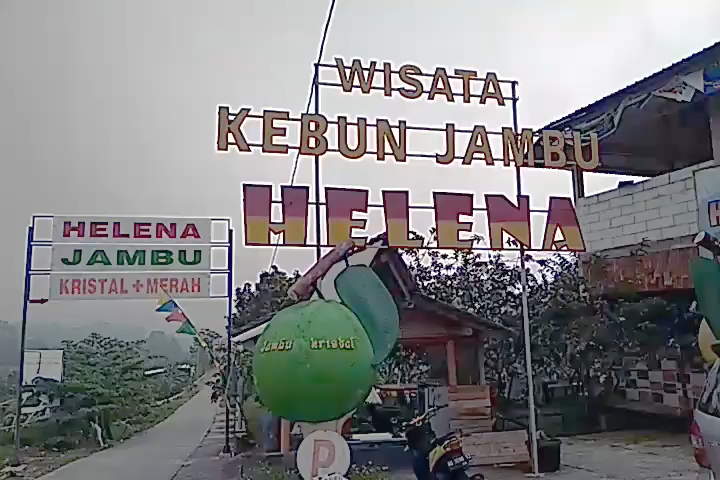 WISATA
KEBUN JAMBU
HELENA
HELENA
JAMBU
KRISTAL + MERAH
Jambu kristal
P